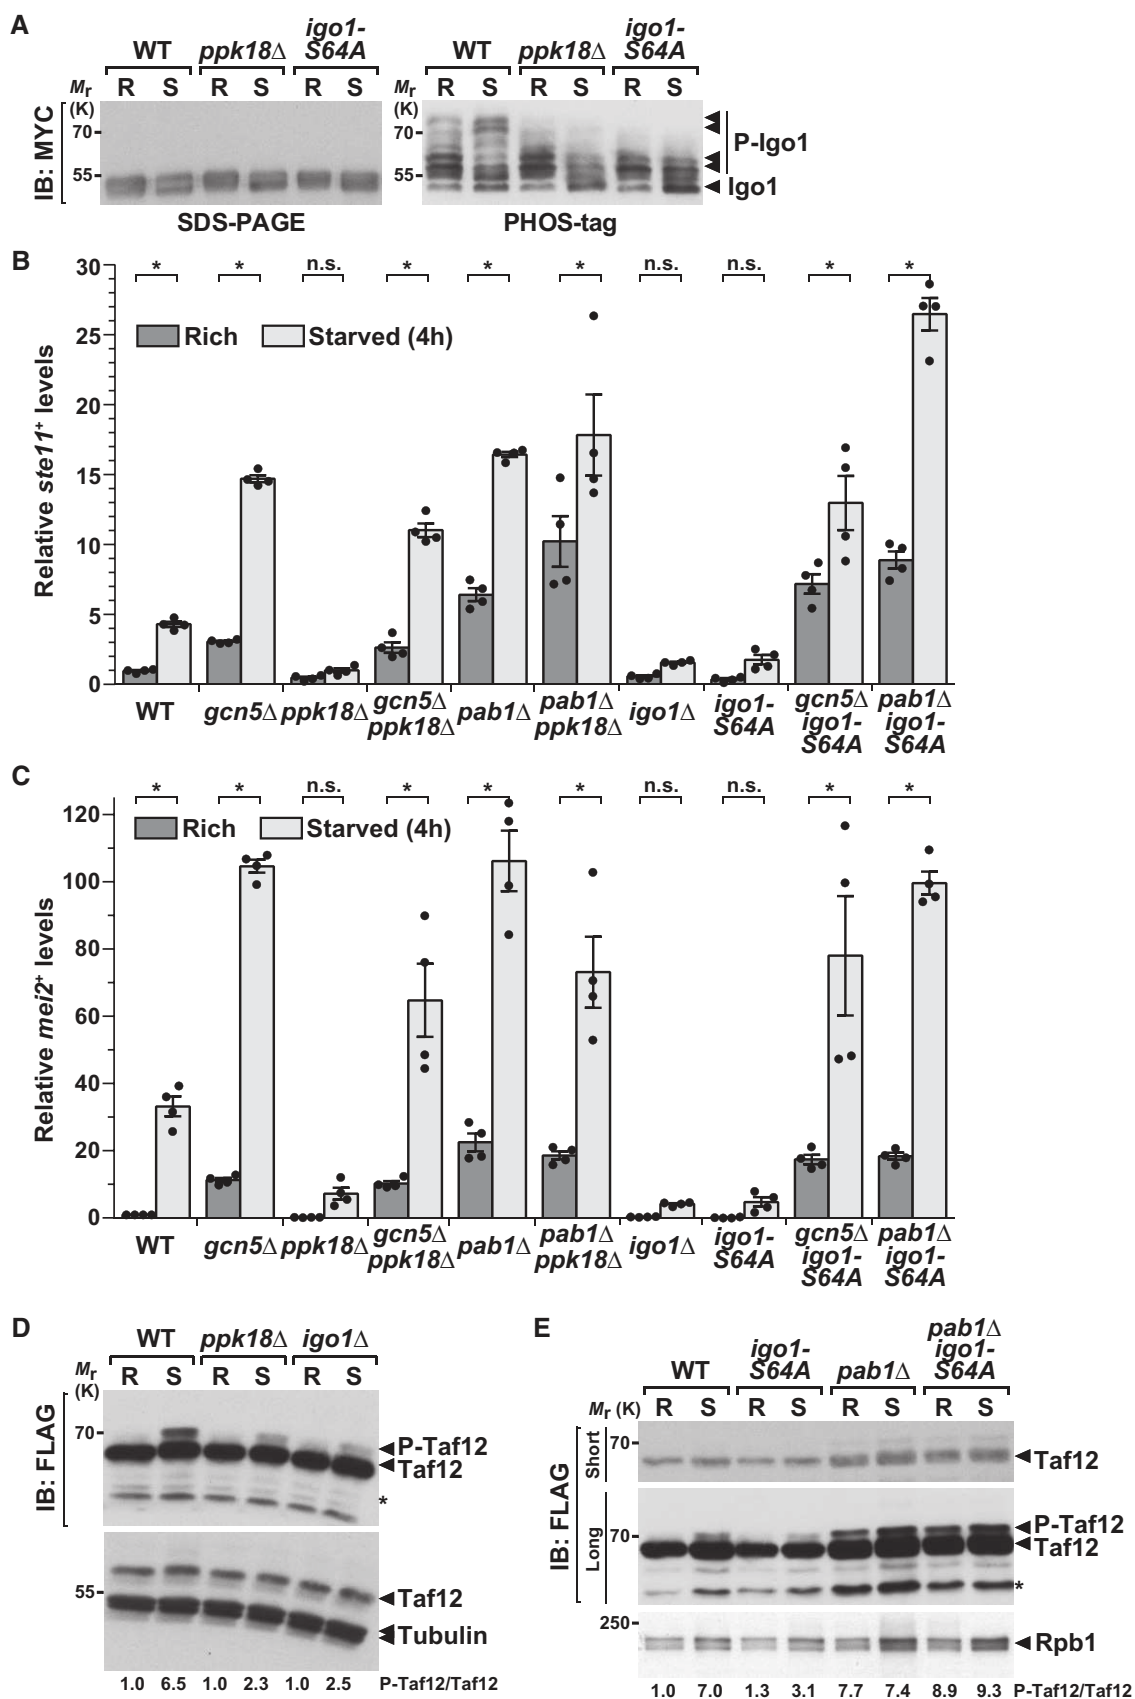 A
WT ppk18Δ igo1-S64A WT ppk18Δ igo1-S64A
R S R S R S R S R S R S
Mr (K) Mr (K)
IB: MYC
70 70
55 55
P-Igo1
Igo1
SDS-PAGE PHOS-tag
B
* * n.s. * * * n.s. n.s. * *
Rich Starved (4h)
Relative ste11+ levels
30
25
20
15
10
5
0
WT gcn5Δ ppk18Δ gcn5Δ ppk18Δ pab1Δ pab1Δ ppk18Δ igo1Δ igo1-S64A gcn5Δ igo1-S64A pab1Δ igo1-S64A
C
* * n.s. * * * n.s. n.s. * *
Rich Starved (4h)
Relative mei2+ levels
120
100
80
60
40
20
0
WT gcn5Δ ppk18Δ gcn5Δ ppk18Δ pab1Δ pab1Δ ppk18Δ igo1Δ igo1-S64A gcn5Δ igo1-S64A pab1Δ igo1-S64A
D
WT ppk18Δ igo1Δ
Mr (K)
R S R S R S
IB: FLAG
70
P-Taf12
Taf12
*
55
Taf12
Tubulin
1.0 6.5 1.0 2.3 1.0 2.5 P-Taf12/Taf12
E
WT igo1-S64A pab1Δ pab1Δ igo1-S64A
Mr (K) R S R S R S R S
IB: FLAG
Short
70
Taf12
Long
70
P-Taf12
Taf12
*
250
Rpb1
1.0 7.0 1.3 3.1 7.7 7.4 8.9 9.3 P-Taf12/Taf12